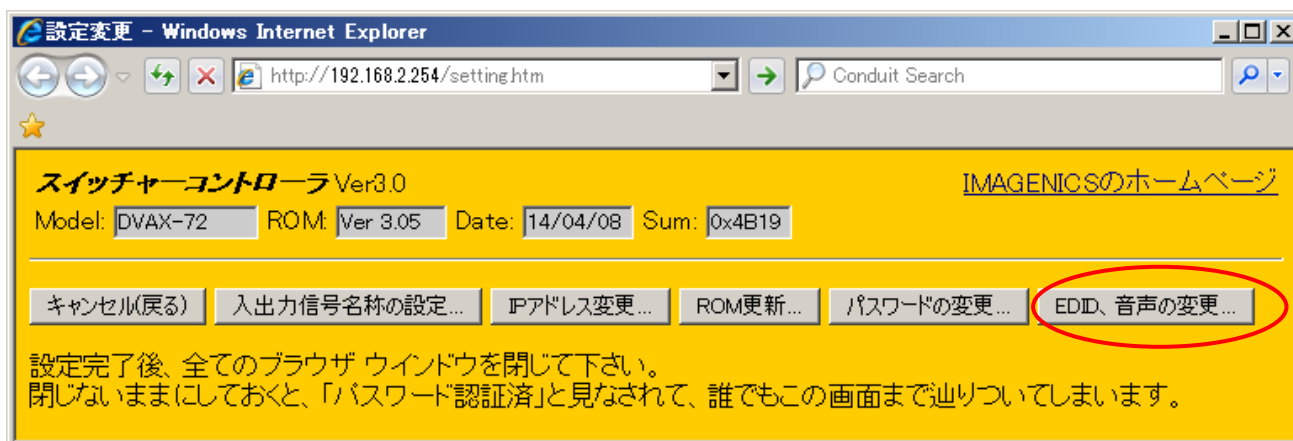 設定変更 - Windows Internet Explorer
http://192.168.2.254/setting.htm Conduit Search
スイッチャーコントローラ Ver3.0 IMAGENICSのホームページ
Model: DVAX-72 ROM: Ver 3.05 Date: 14/04/08 Sum: 0x4B19
キャンセル(戻る) 入出力信号名称の設定... IPアドレス変更... ROM更新... パスワードの変更... EDID、音声の変更...
設定完了後、全てのブラウザ ウインドウを閉じて下さい。
閉じないままにしておくと、「パスワード認証済」と見なされて、誰でもこの画面まで辿りついてしまいます。